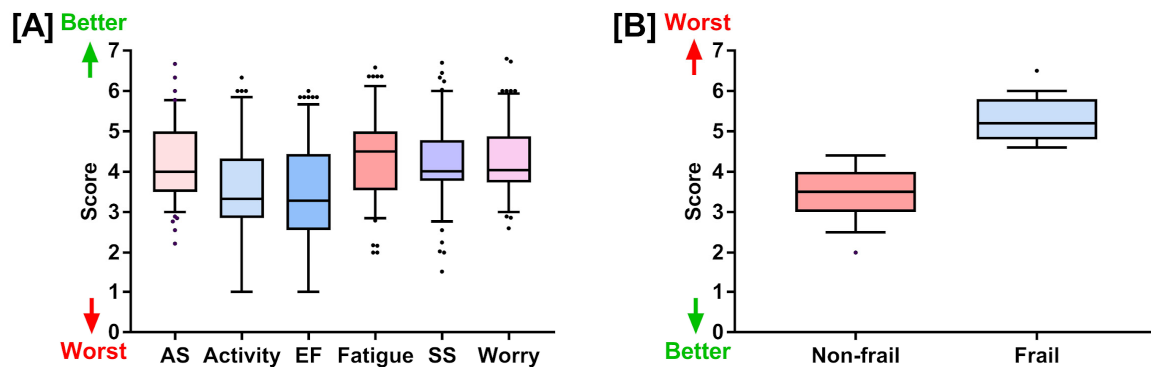 [A]
Better
7
6
5
4
3
2
1
0
Score
Worst
AS Activity EF Fatigue SS Worry
[B]
Worst
7
6
5
4
3
2
1
0
Score
Better
Non-frail Frail